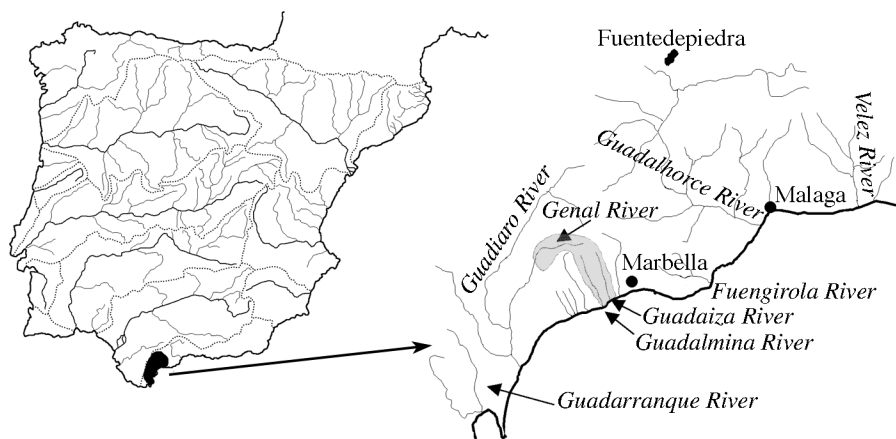 Fuentedepiedra
Velez River
Guadalhorce River
Malaga
Guadiaro River
Genal River
Marbella
Fuengirola River
Guadaiza River
Guadalmina River
Guadarranque River